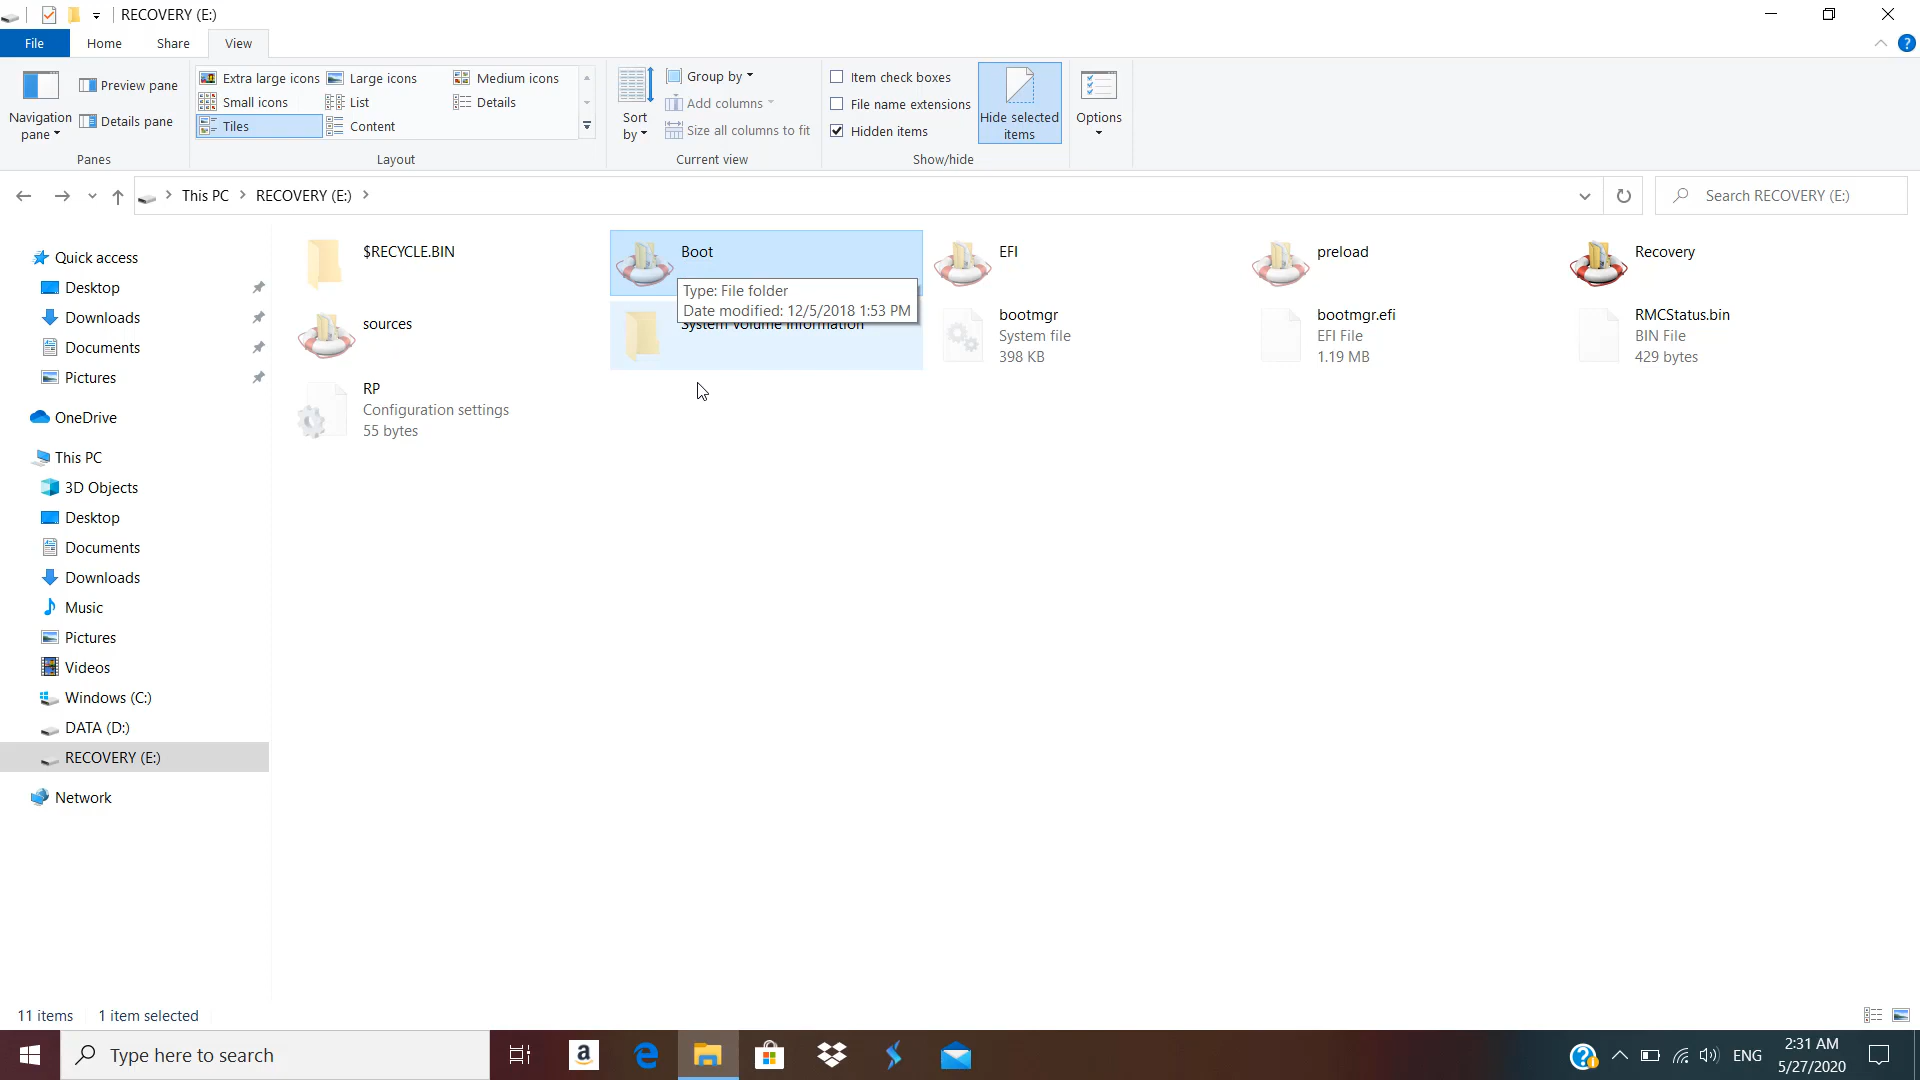 RECOVERY (E:)
File
Home
Share
View
Navigation
pane
Preview pane
Details pane
Panes
Extra large icons
Large icons
Medium icons
Small icons
List
Details
Tiles
Content
Layout
Sort
by
Group by
Add columns
Size all columns to fit
Current view
Item check boxes
File name extensions
Hidden items
Hide selected
items
Show/hide
Options
This PC
RECOVERY (E:)
Search RECOVERY (E:)
Quick access
Desktop
Downloads
Documents
Pictures
OneDrive
This PC
3D Objects
Desktop
Documents
Downloads
Music
Pictures
Videos
Windows (C:)
DATA (D:)
RECOVERY (E:)
Network
$RECYCLE.BIN
Boot
EFI
preload
Recovery
Type: File folder
Date modified: 12/5/2018 1:53 PM
sources
System Volume Information
bootmgr
System file
398 KB
bootmgr.efi
EFI File
1.19 MB
RMCStatus.bin
BIN File
429 bytes
RP
Configuration settings
55 bytes
11 items
1 item selected
Type here to search
ENG
2:31 AM
5/27/2020